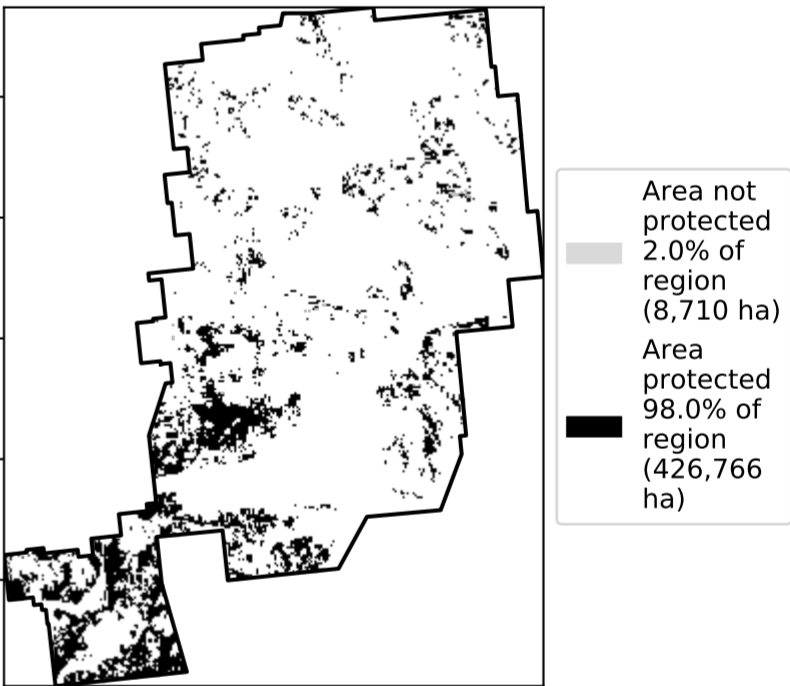 Area not
protected
2.0% of
region
(8,710 ha)
Area
protected
98.0% of
region
(426,766
ha)